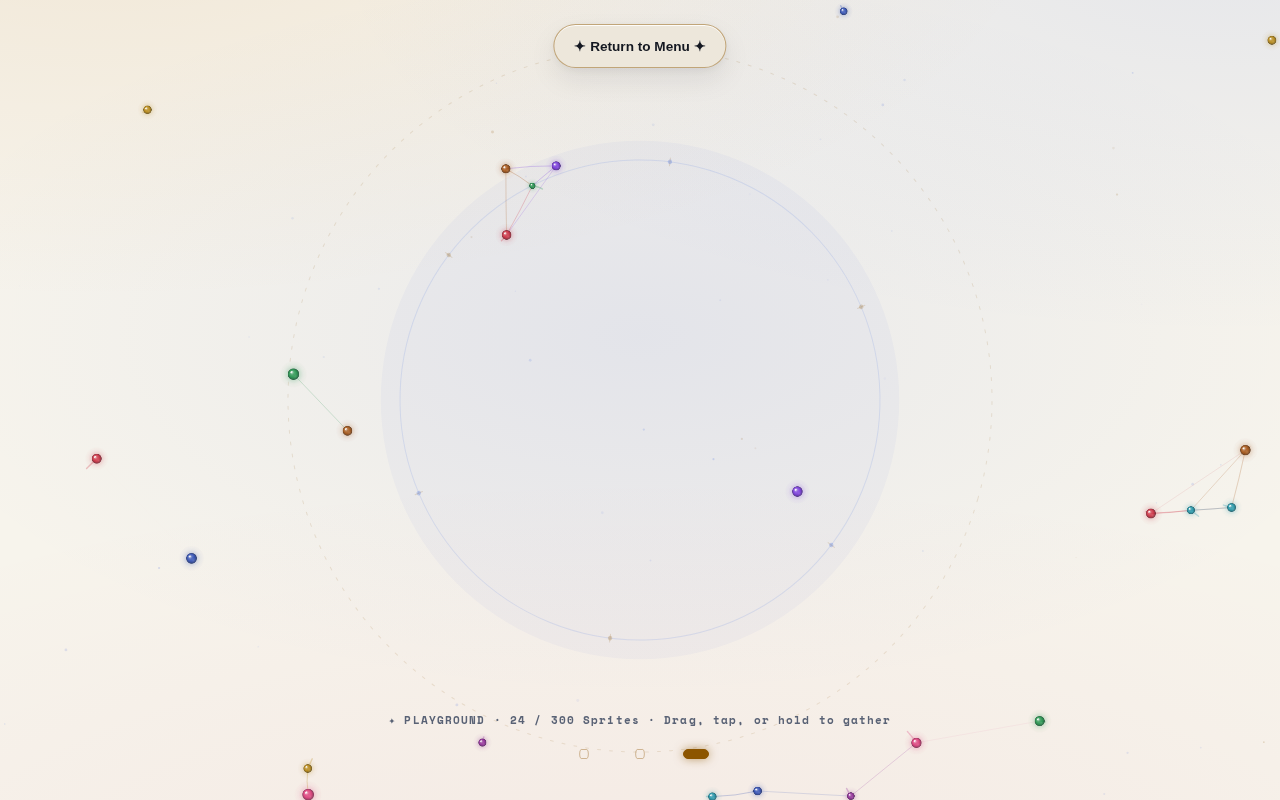 ✦ Return to Menu ✦
✦ PLAYGROUND · 24 / 300 Sprites · Drag, tap, or hold to gather